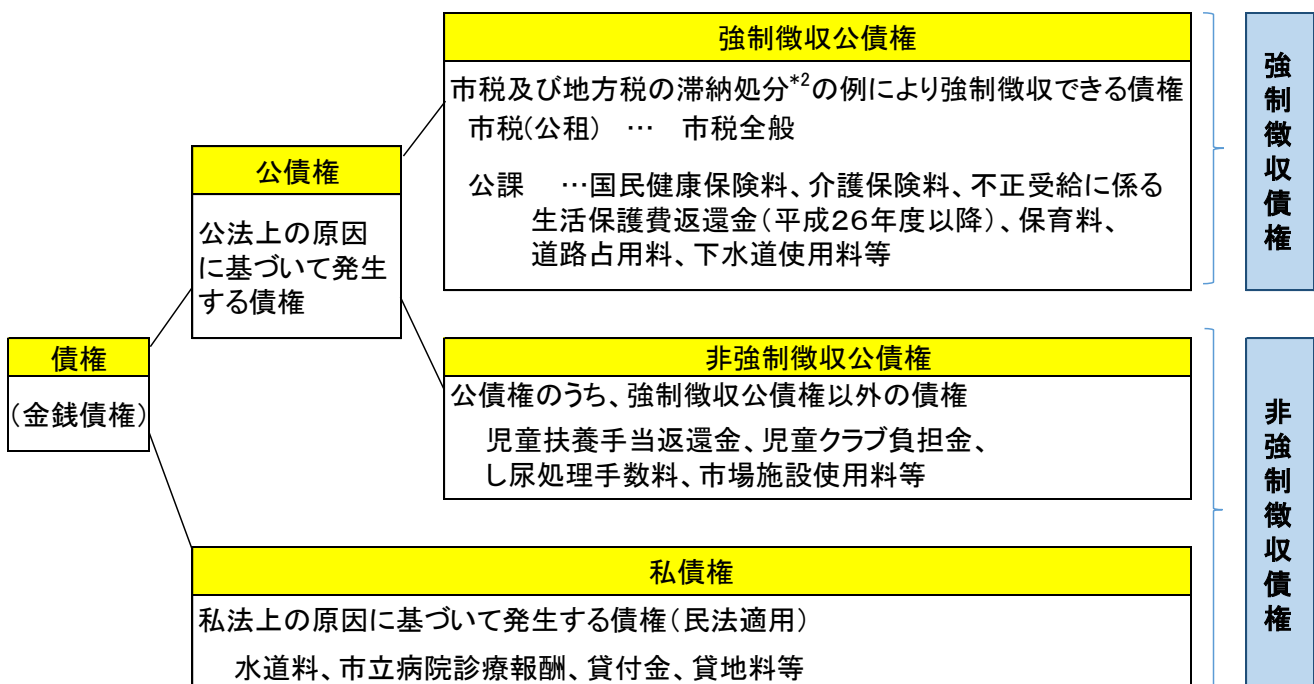 強制徴収公債権
市税及び地方税の滞納処分*2の例により強制徴収できる債権
市税(公租) … 市税全般
公課 …国民健康保険料、介護保険料、不正受給に係る
生活保護費返還金(平成26年度以降)、保育料、
道路占用料、下水道使用料等
強制徴収債権
公債権
公法上の原因
に基づいて発生
する債権
債権
(金銭債権)
非強制徴収公債権
公債権のうち、強制徴収公債権以外の債権
児童扶養手当返還金、児童クラブ負担金、
し尿処理手数料、市場施設使用料等
非強制徴収債権
私債権
私法上の原因に基づいて発生する債権(民法適用)
水道料、市立病院診療報酬、貸付金、貸地料等